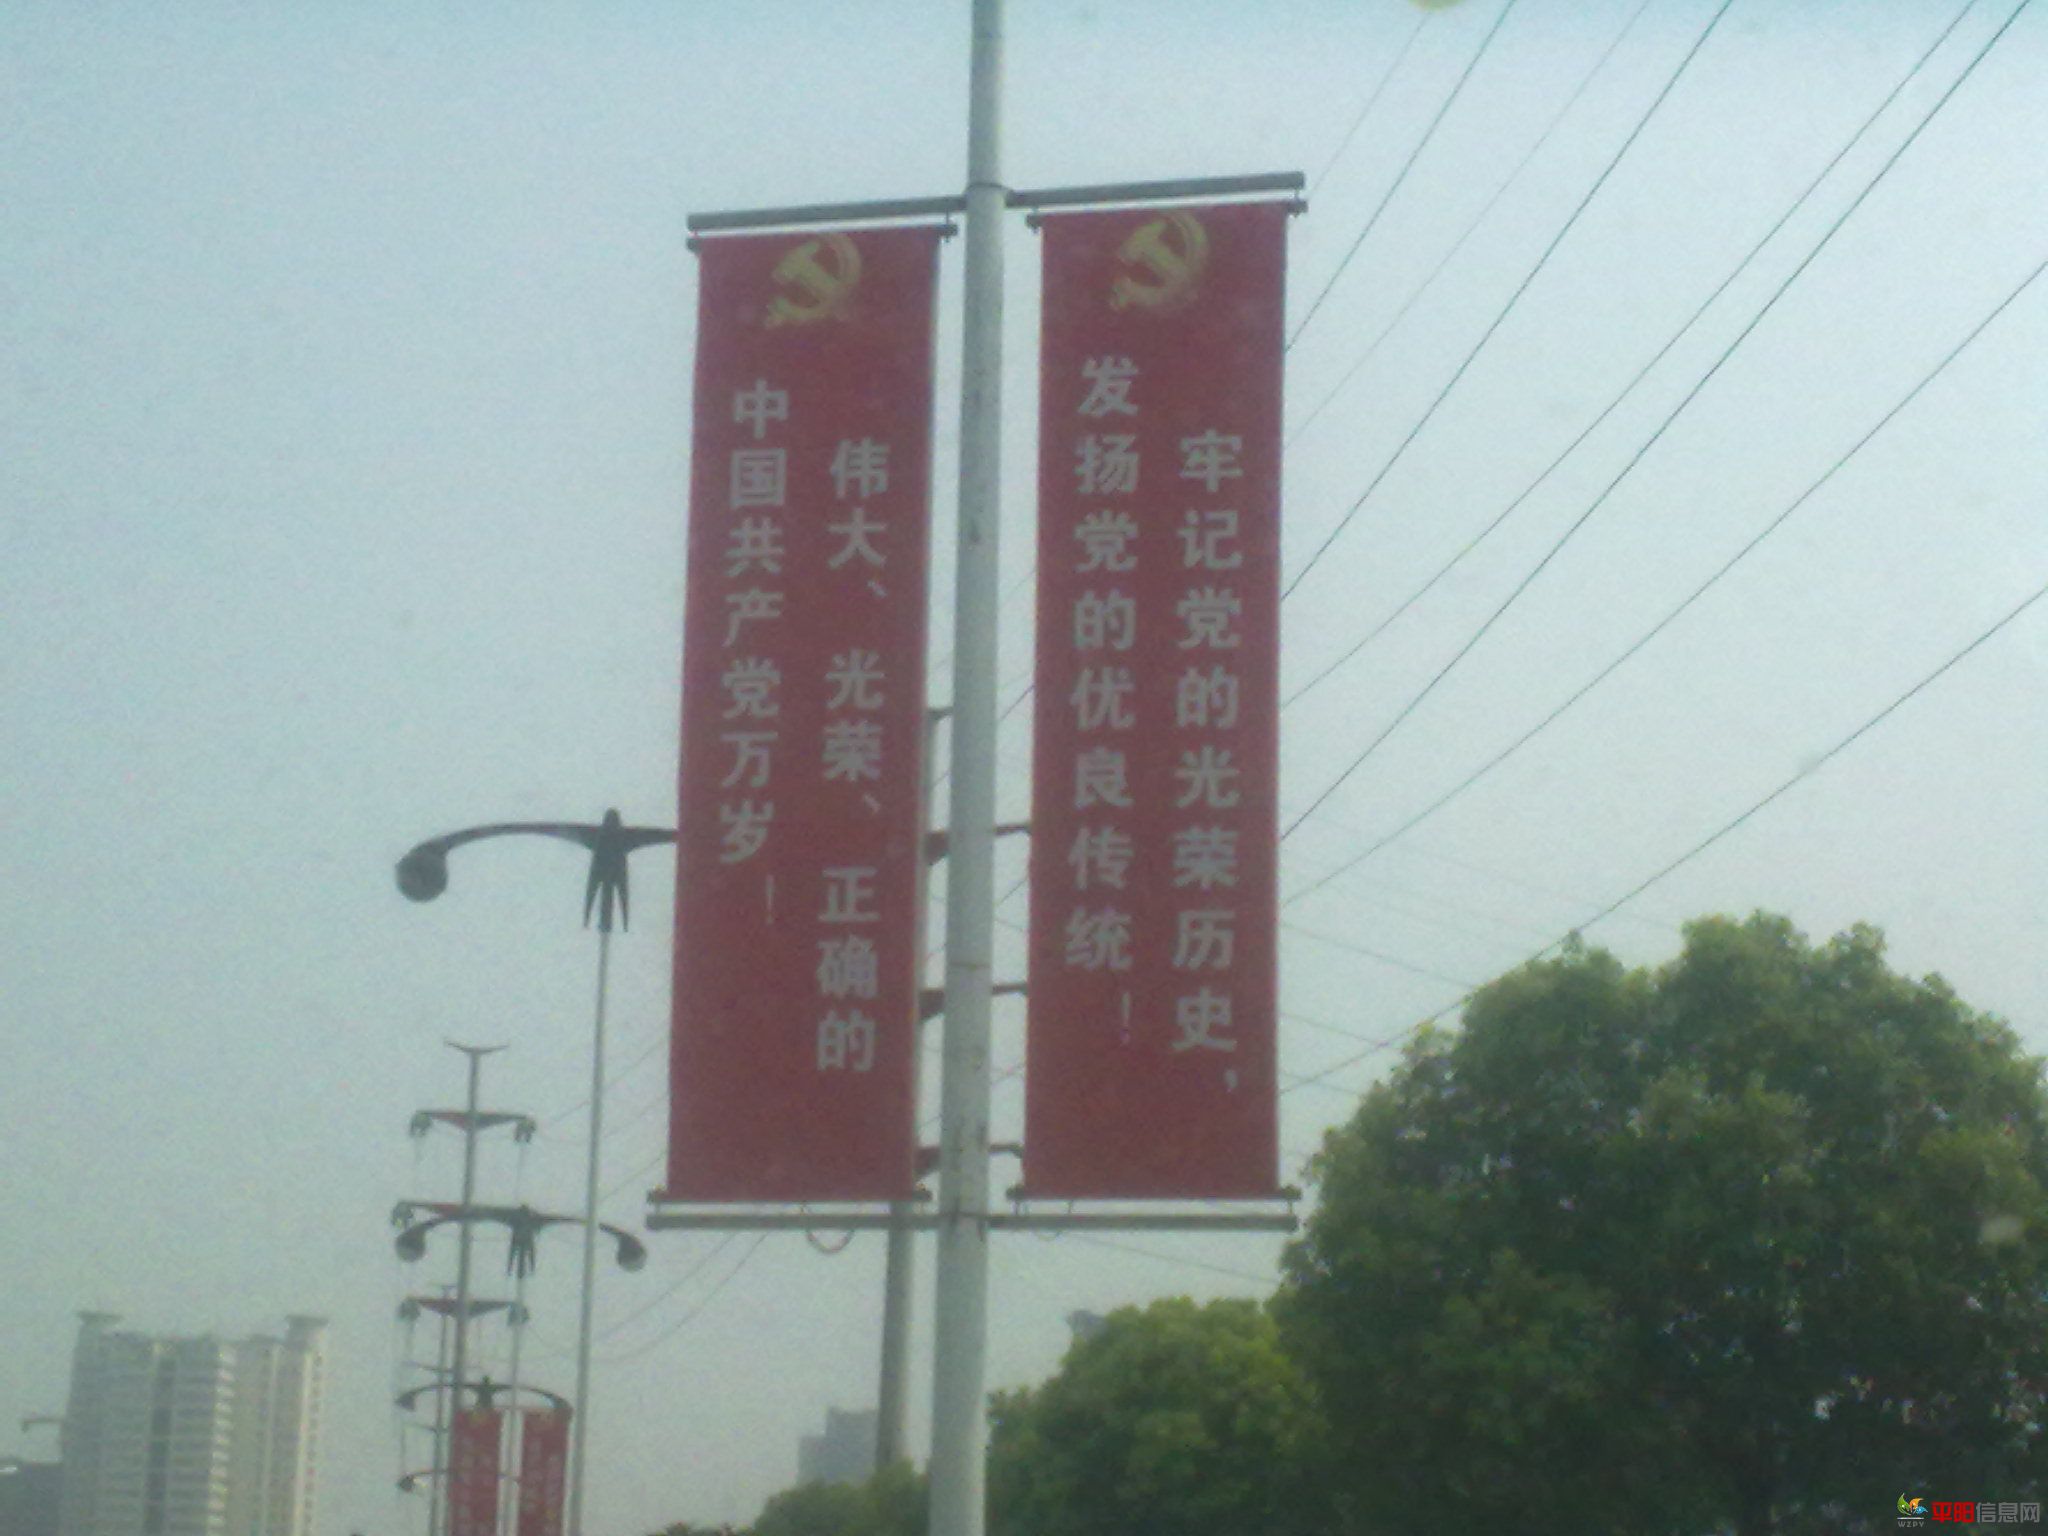 牢记党的光荣历史，
发扬党的优良传统！
伟大、光荣、正确的
中国共产党万岁！
平阳信息网
WZPY